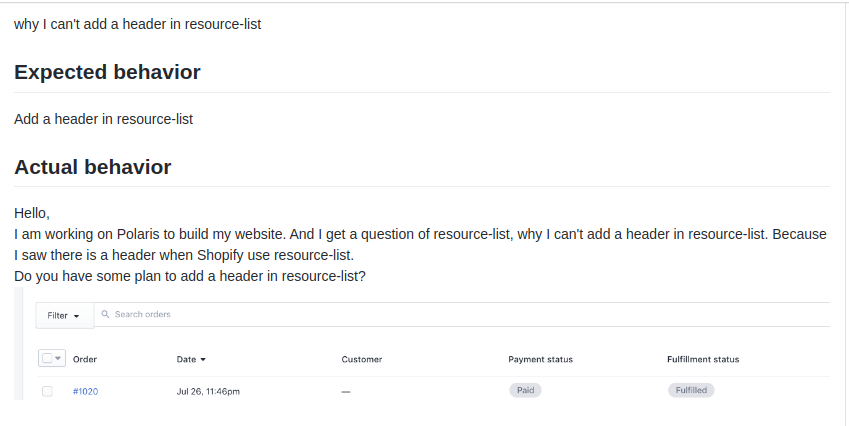 why I can't add a header in resource-list
Expected behavior
Add a header in resource-list
Actual behavior
Hello,
I am working on Polaris to build my website. And I get a question of resource-list, why I can't add a header in resource-list. Because
I saw there is a header when Shopify use resource-list.
Do you have some plan to add a header in resource-list?
Filter Search orders
Order Date Customer Payment status Fulfillment status
#1020 Jul 26, 11:46pm — Paid Fulfilled